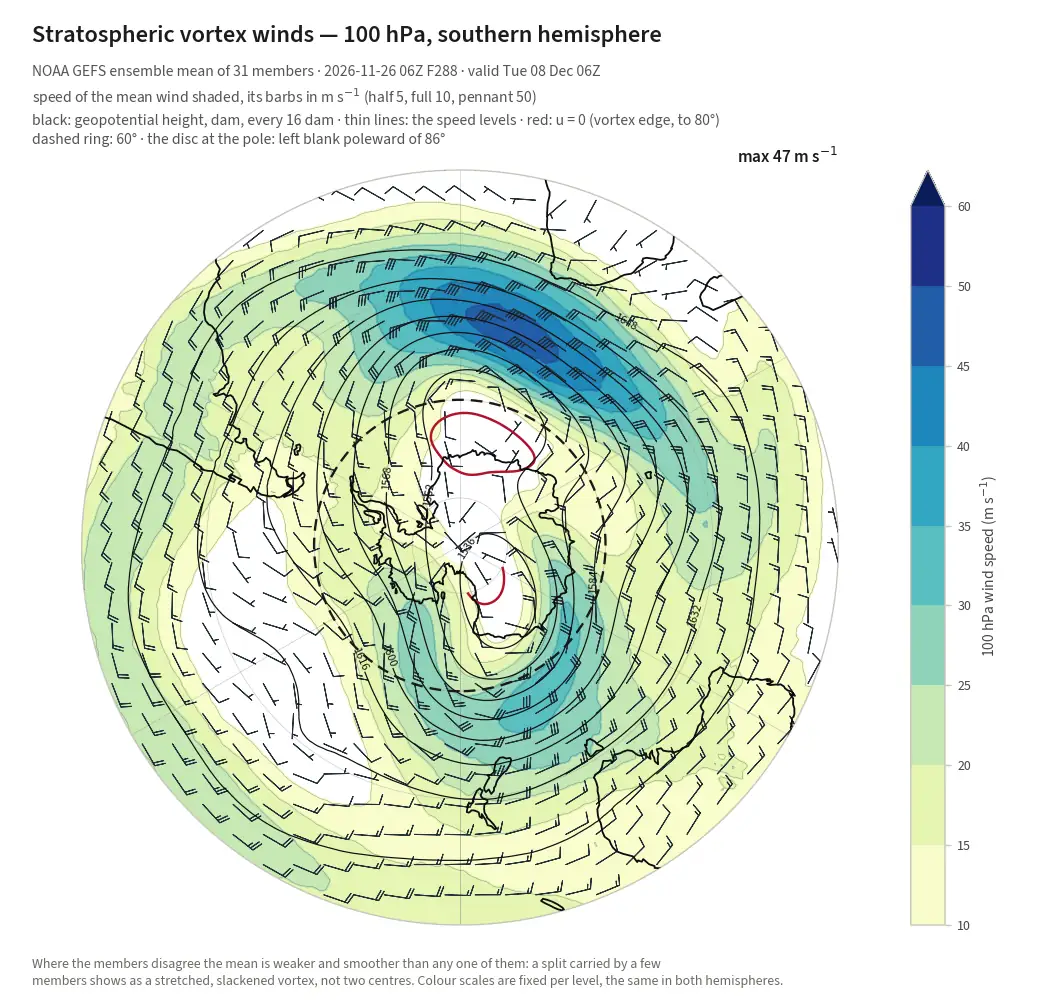 Stratospheric vortex winds — 100 hPa, southern hemisphere
NOAA GEFS ensemble mean of 31 members · 2026-11-26 06Z F288 · valid Tue 08 Dec 06Z
speed of the mean wind shaded, its barbs in m s⁻¹ (half 5, full 10, pennant 50)
black: geopotential height, dam, every 16 dam · thin lines: the speed levels · red: u = 0 (vortex edge, to 80°)
dashed ring: 60° · the disc at the pole: left blank poleward of 86°
max 47 m s⁻¹
60
50
45
40
35
30
25
20
15
10
100 hPa wind speed (m s⁻¹)
1648
1568
1552
1536
1584
1632
1616
1600
Where the members disagree the mean is weaker and smoother than any one of them: a split carried by a few
members shows as a stretched, slackened vortex, not two centres. Colour scales are fixed per level, the same in both hemispheres.